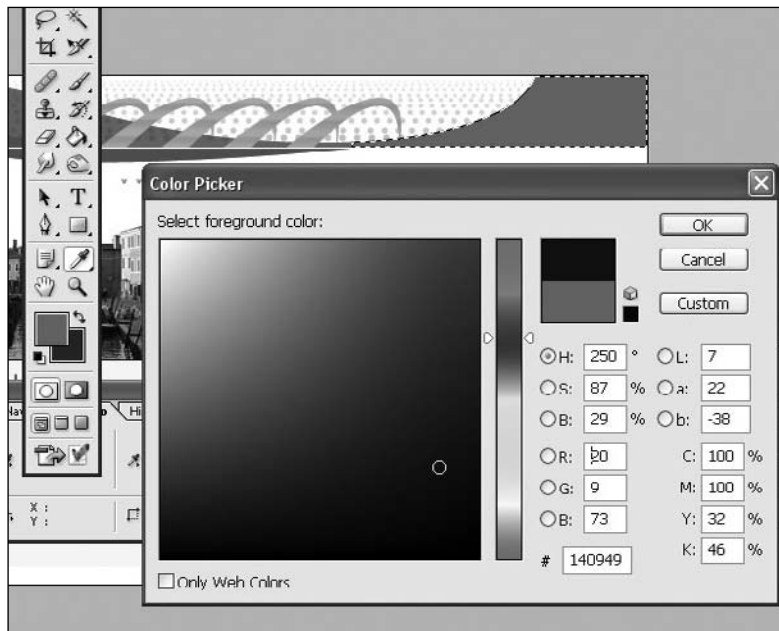 T
Color Picker
Select foreground color:
OK
Cancel
Custom
H: 250 °
L: 7
S: 87 %
a: 22
B: 29 %
b: -38
R: 20
C: 100 %
G: 9
M: 100 %
B: 73
Y: 32 %
# 140949
K: 46 %
Only Web Colors
Hi
X :
Y :